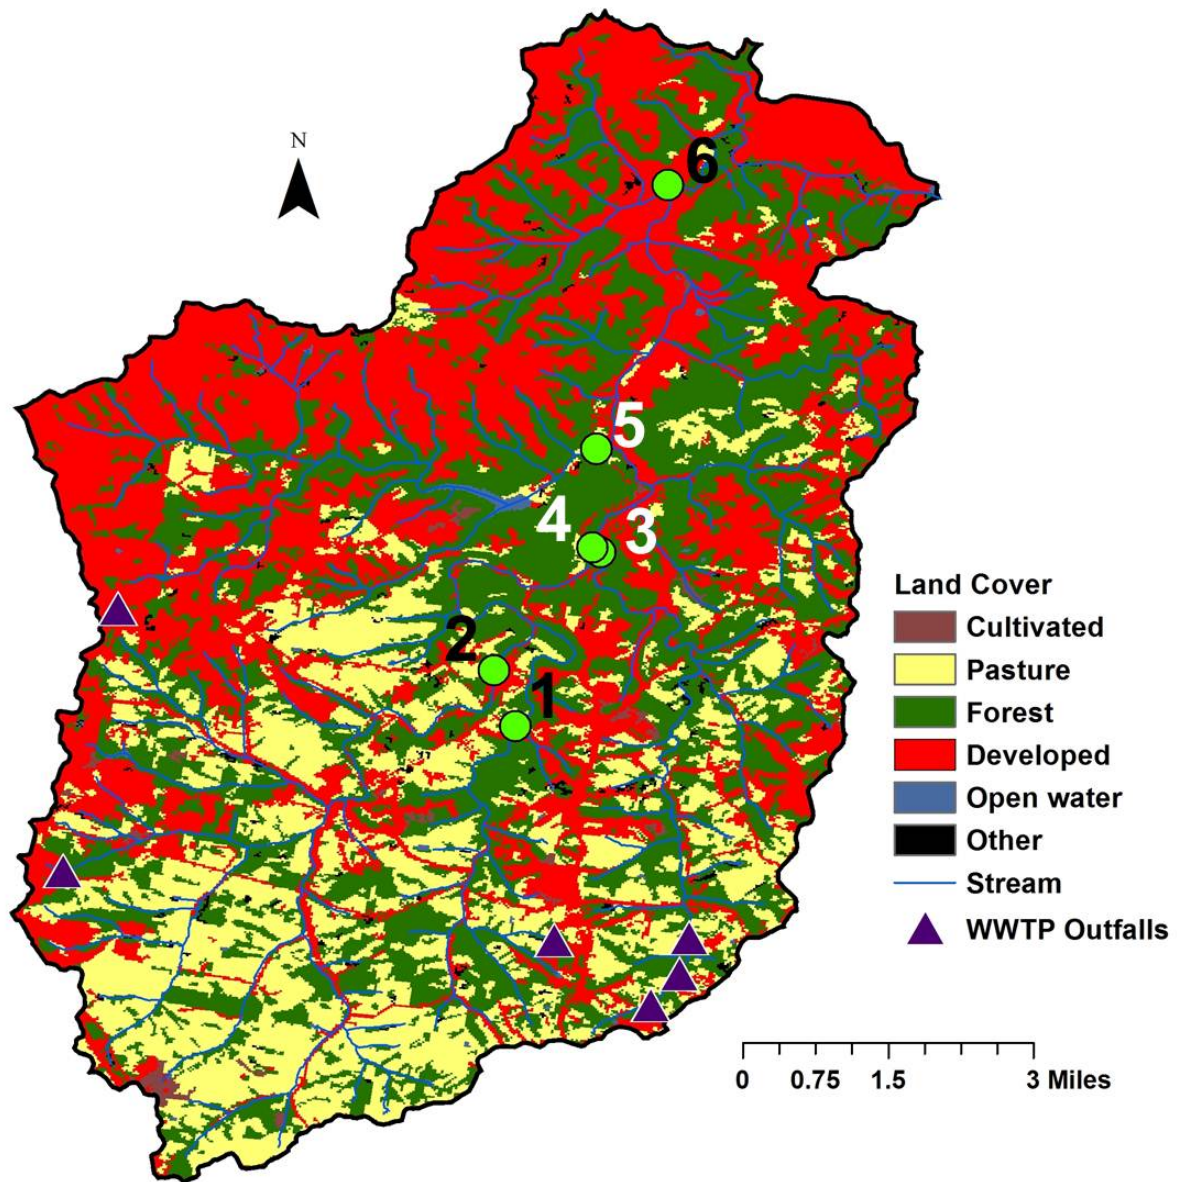 N
6
5
4
3
2
1
Land Cover
Cultivated
Pasture
Forest
Developed
Open water
Other
Stream
WWTP Outfalls
0 0.75 1.5 3 Miles